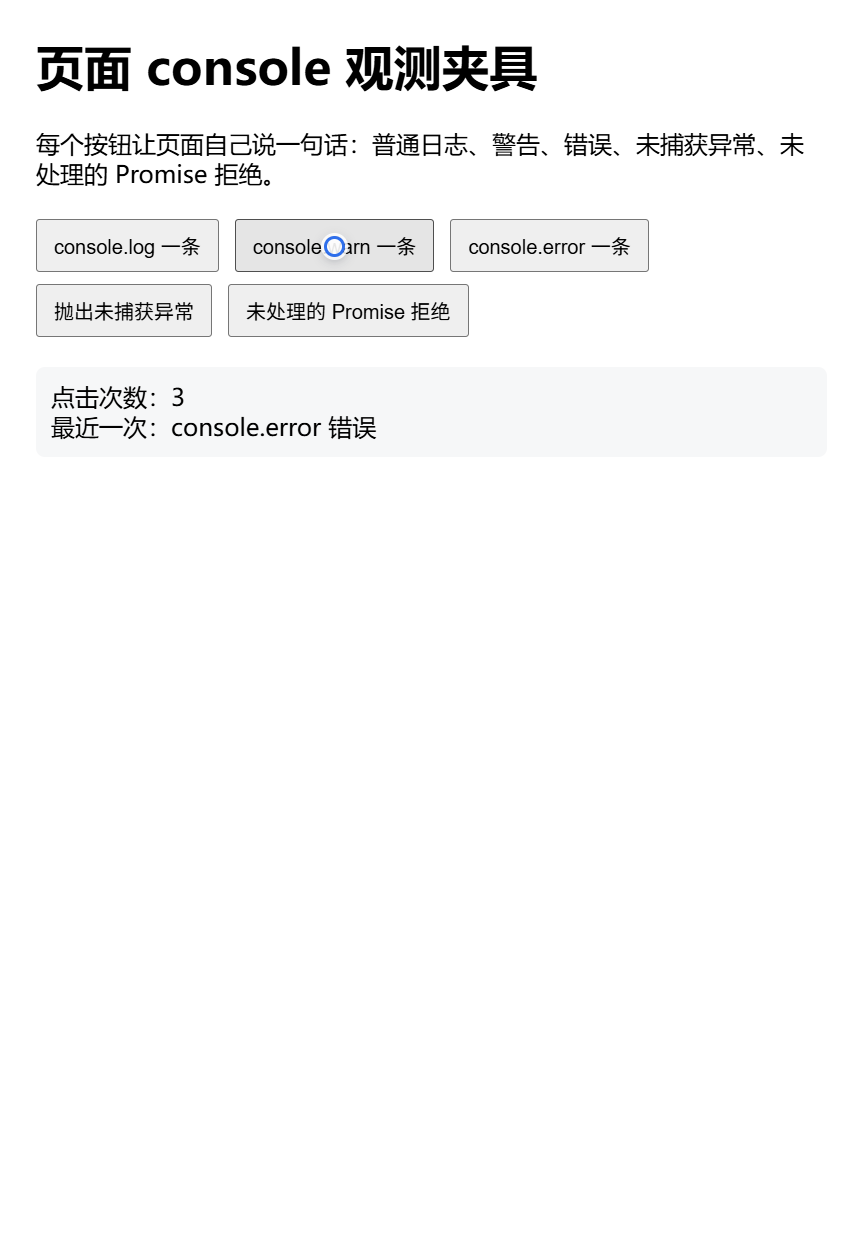 页面 console 观测夹具
每个按钮让页面自己说一句话：普通日志、警告、错误、未捕获异常、未
处理的 Promise 拒绝。
console.log 一条
console arn 一条
console.error 一条
抛出未捕获异常
未处理的 Promise 拒绝
点击次数：3
最近一次：console.error 错误